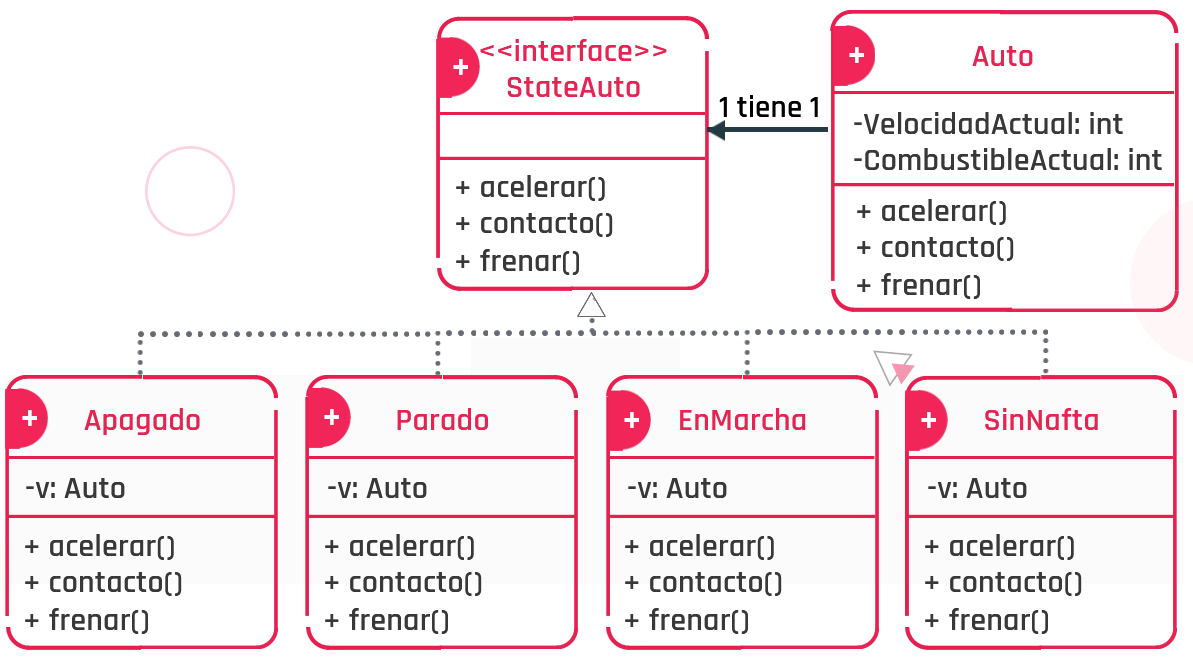 +
<<interface>>
StateAuto
+ acelerar()
+ contacto()
+ frenar()
1 tiene 1
+
Auto
-VelocidadActual: int
-CombustibleActual: int
+ acelerar()
+ contacto()
+ frenar()
+
Apagado
-v: Auto
+ acelerar()
+ contacto()
+ frenar()
+
Parado
-v: Auto
+ acelerar()
+ contacto()
+ frenar()
+
EnMarcha
-v: Auto
+ acelerar()
+ contacto()
+ frenar()
+
SinNafta
-v: Auto
+ acelerar()
+ contacto()
+ frenar()